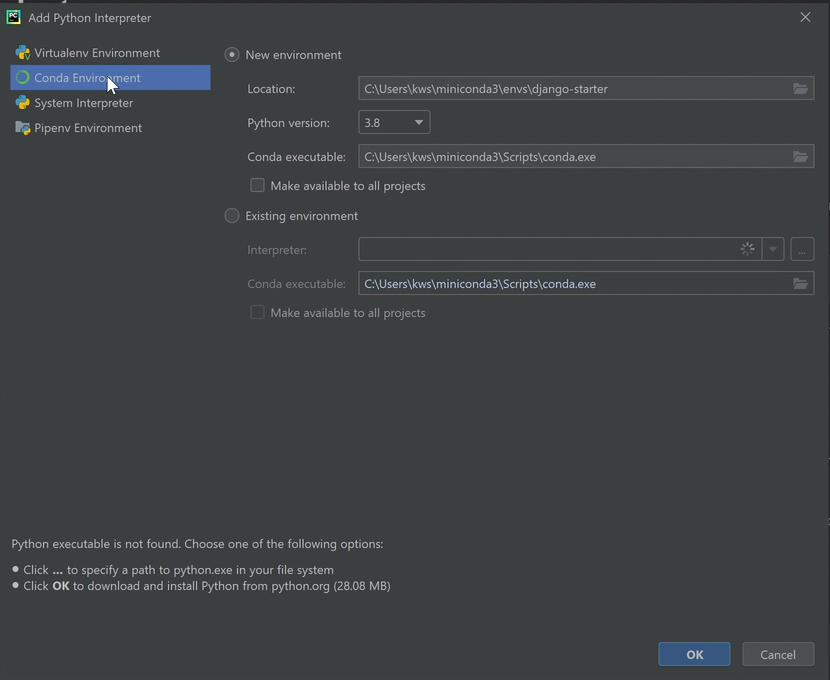 Add Python Interpreter
Virtualenv Environment
Conda Environment
System Interpreter
Pipenv Environment
New environment
Location: C:\Users\kws\miniconda3\envs\django-starter
Python version: 3.8
Conda executable: C:\Users\kws\miniconda3\Scripts\conda.exe
Make available to all projects
Existing environment
Interpreter: ...
Conda executable: C:\Users\kws\miniconda3\Scripts\conda.exe
Make available to all projects
Python executable is not found. Choose one of the following options:
• Click ... to specify a path to python.exe in your file system
• Click OK to download and install Python from python.org (28.08 MB)
OK Cancel